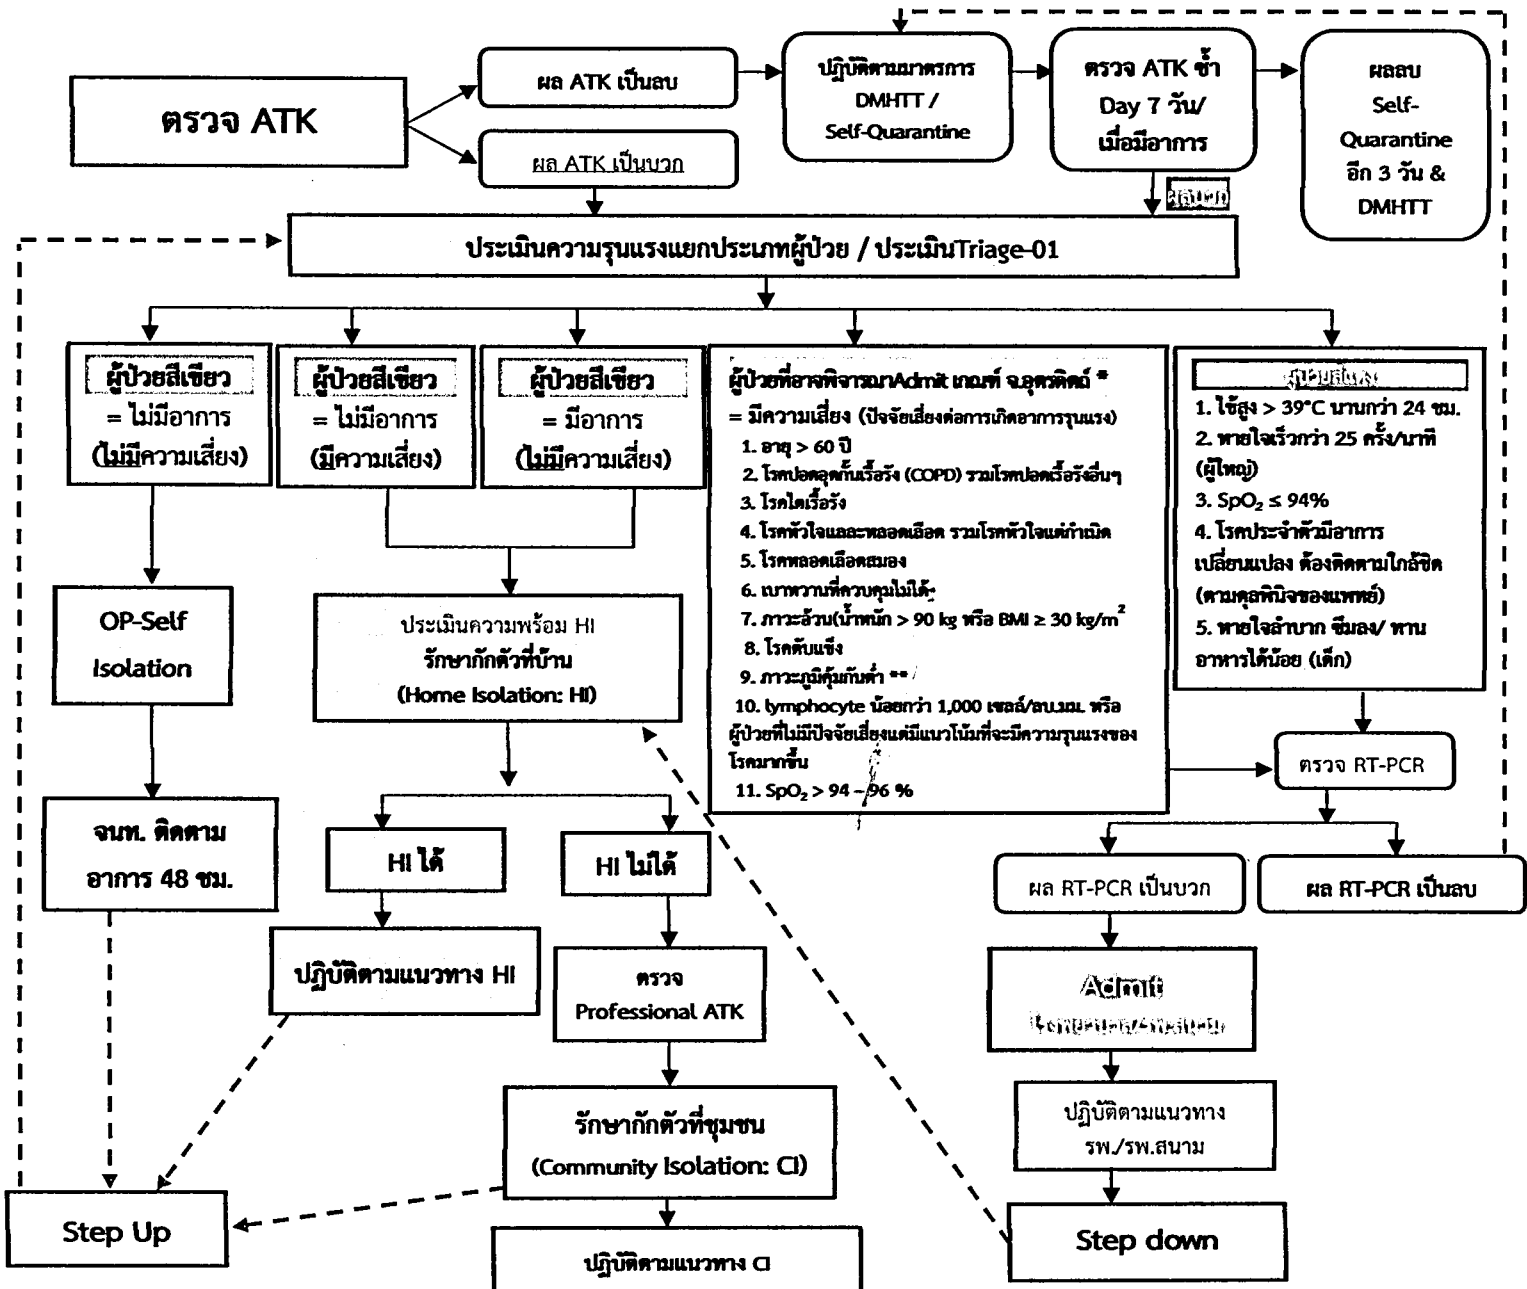 ตรวจ ATK
ผล ATK เป็นลบ
ผล ATK เป็นบวก
ปฏิบัติตามมาตรการ
DMHTT /
Self-Quarantine
ตรวจ ATK ซ้ำ
Day 7 วัน/
เมื่อมีอาการ
ผลลบ
Self-
Quarantine
อีก 3 วัน &
DMHTT
ผลบวก
ประเมินความรุนแรงแยกประเภทผู้ป่วย / ประเมินTriage-01
ผู้ป่วยสีเขียว
= ไม่มีอาการ
(ไม่มีความเสี่ยง)
ผู้ป่วยสีเขียว
= ไม่มีอาการ
(มีความเสี่ยง)
ผู้ป่วยสีเขียว
= มีอาการ
(ไม่มีความเสี่ยง)
ผู้ป่วยที่อาจพิจารณาAdmit เกณฑ์ จ.อุตรดิตถ์ *
= มีความเสี่ยง (ปัจจัยเสี่ยงต่อการเกิดอาการรุนแรง)
1. อายุ > 60 ปี
2. โรคปอดอุดกั้นเรื้อรัง (COPD) รวมโรคปอดเรื้อรังอื่นๆ
3. โรคไตเรื้อรัง
4. โรคหัวใจและหลอดเลือด รวมโรคหัวใจแต่กำเนิด
5. โรคหลอดเลือดสมอง
6. เบาหวานที่ควบคุมไม่ได้
7. ภาวะอ้วน(น้ำหนัก > 90 kg หรือ BMI ≥ 30 kg/m²
8. โรคตับแข็ง
9. ภาวะภูมิคุ้มกันต่ำ **
10. lymphocyte น้อยกว่า 1,000 เซลล์/ลบ.มม. หรือ
ผู้ป่วยที่ไม่มีปัจจัยเสี่ยงแต่มีแนวโน้มที่จะมีความรุนแรงของ
โรคมากขึ้น
11. SpO₂ > 94 – 96 %
ผู้ป่วยสีแดง
1. ไข้สูง > 39°C นานกว่า 24 ชม.
2. หายใจเร็วกว่า 25 ครั้ง/นาที
(ผู้ใหญ่)
3. SpO₂ ≤ 94%
4. โรคประจำตัวมีอาการ
เปลี่ยนแปลง ต้องติดตามใกล้ชิด
(ตามดุลพินิจของแพทย์)
5. หายใจลำบาก ซึมลง/ ทาน
อาหารได้น้อย (เด็ก)
OP-Self
Isolation
ประเมินความพร้อม HI
รักษากักตัวที่บ้าน
(Home Isolation: HI)
ตรวจ RT-PCR
จนท. ติดตาม
อาการ 48 ชม.
HI ได้
HI ไม่ได้
ผล RT-PCR เป็นบวก
ผล RT-PCR เป็นลบ
ปฏิบัติตามแนวทาง HI
ตรวจ
Professional ATK
Admit
รักษากักตัวที่ชุมชน
(Community Isolation: CI)
ปฏิบัติตามแนวทาง
รพ./รพ.สนาม
Step Up
ปฏิบัติตามแนวทาง CI
Step down